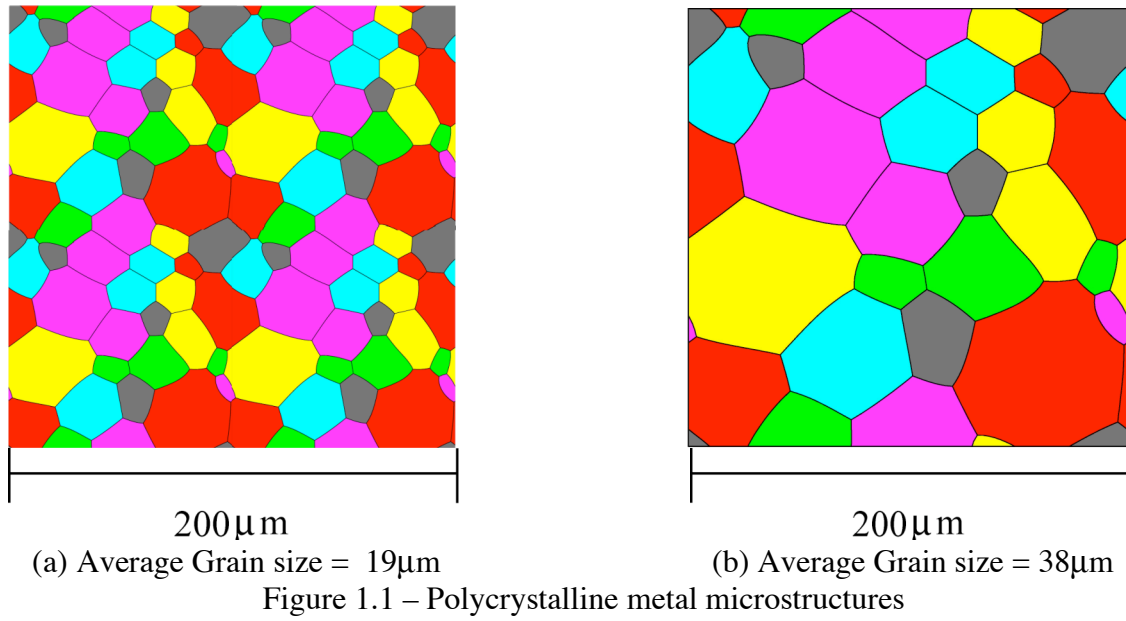 200μm 200μm
(a) Average Grain size = 19μm (b) Average Grain size = 38μm
Figure 1.1 – Polycrystalline metal microstructures